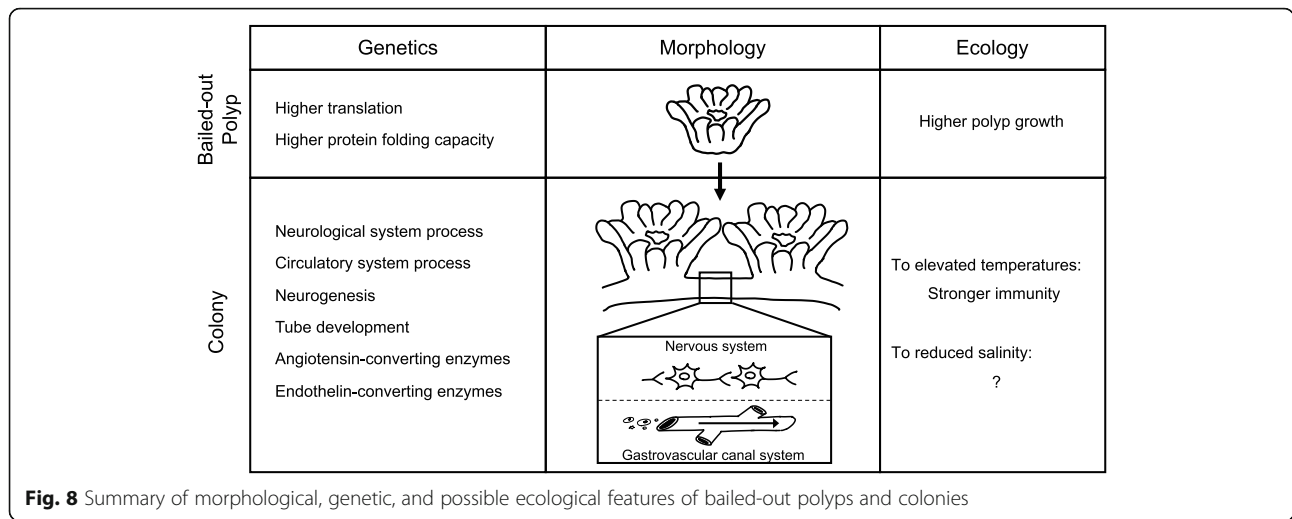 Genetics
Morphology
Ecology
Bailed-out
Polyp
Higher translation
Higher protein folding capacity
Higher polyp growth
Colony
Neurological system process
Circulatory system process
Neurogenesis
Tube development
Angiotensin-converting enzymes
Endothelin-converting enzymes
Nervous system
Gastrovascular canal system
To elevated temperatures:
Stronger immunity
To reduced salinity:
?
Fig. 8 Summary of morphological, genetic, and possible ecological features of bailed-out polyps and colonies